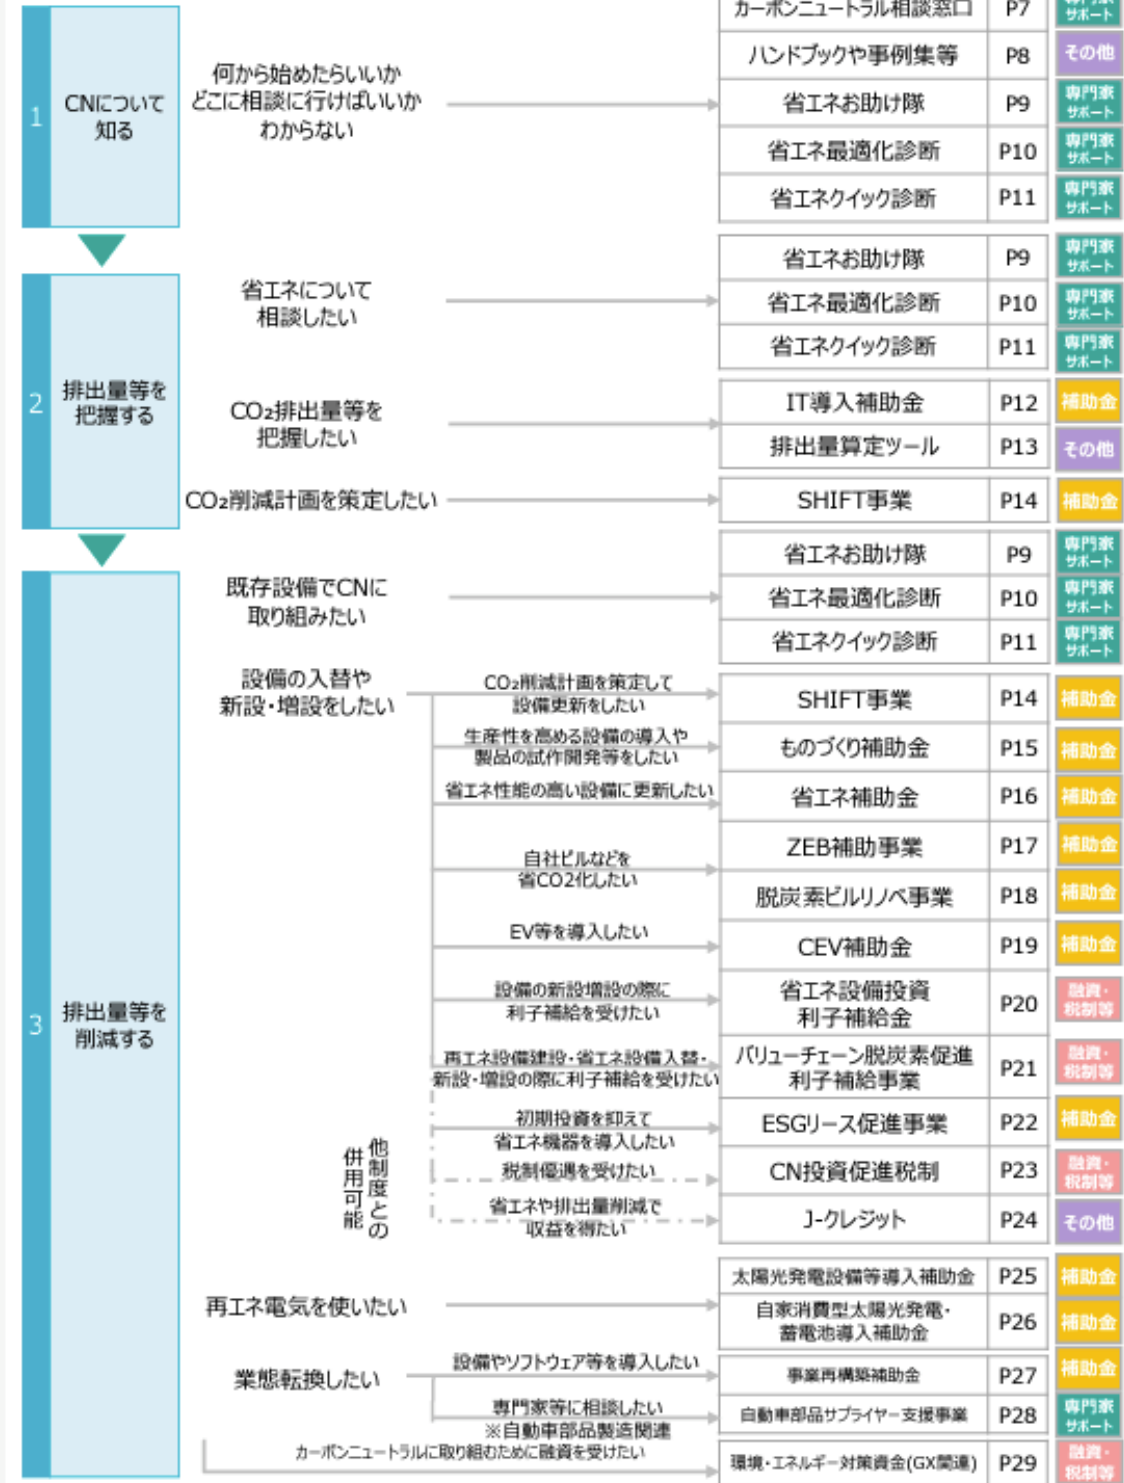 カーボンニュートラル相談窓口 P7 専門家
サポート
1 CNについて
知る
何から始めたらいいか
どこに相談に行けばいいか
わからない
ハンドブックや事例集等 P8 その他
省エネお助け隊 P9 専門家
サポート
省エネ最適化診断 P10 専門家
サポート
省エネクイック診断 P11 専門家
サポート
2 排出量等を
把握する
省エネについて
相談したい
省エネお助け隊 P9 専門家
サポート
省エネ最適化診断 P10 専門家
サポート
省エネクイック診断 P11 専門家
サポート
CO₂排出量等を
把握したい
IT導入補助金 P12 補助金
排出量算定ツール P13 その他
CO₂削減計画を策定したい
SHIFT事業 P14 補助金
3 排出量等を
削減する
既存設備でCNに
取り組みたい
省エネお助け隊 P9 専門家
サポート
省エネ最適化診断 P10 専門家
サポート
省エネクイック診断 P11 専門家
サポート
設備の入替や
新設・増設をしたい
CO₂削減計画を策定して
設備更新をしたい
SHIFT事業 P14 補助金
生産性を高める設備の導入や
製品の試作開発等をしたい
ものづくり補助金 P15 補助金
省エネ性能の高い設備に更新したい
省エネ補助金 P16 補助金
自社ビルなどを
省CO2化したい
ZEB補助事業 P17 補助金
脱炭素ビルリノベ事業 P18 補助金
EV等を導入したい
CEV補助金 P19 補助金
設備の新設増設の際に
利子補給を受けたい
省エネ設備投資
利子補給金 P20 融資・
税制等
再エネ設備建設・省エネ設備入替・
新設・増設の際に利子補給を受けたい
バリューチェーン脱炭素促進
利子補給事業 P21 融資・
税制等
初期投資を抑えて
省エネ機器を導入したい
ESGリース促進事業 P22 補助金
他制度との
併用可能
税制優遇を受けたい
CN投資促進税制 P23 融資・
税制等
省エネや排出量削減で
収益を得たい
J-クレジット P24 その他
再エネ電気を使いたい
太陽光発電設備等導入補助金 P25 補助金
自家消費型太陽光発電・
蓄電池導入補助金 P26 補助金
業態転換したい
設備やソフトウェア等を導入したい
事業再構築補助金 P27 補助金
専門家等に相談したい
※自動車部品製造関連
自動車部品サプライヤー支援事業 P28 専門家
サポート
カーボンニュートラルに取り組むために融資を受けたい
環境・エネルギー対策資金(GX関連) P29 融資・
税制等